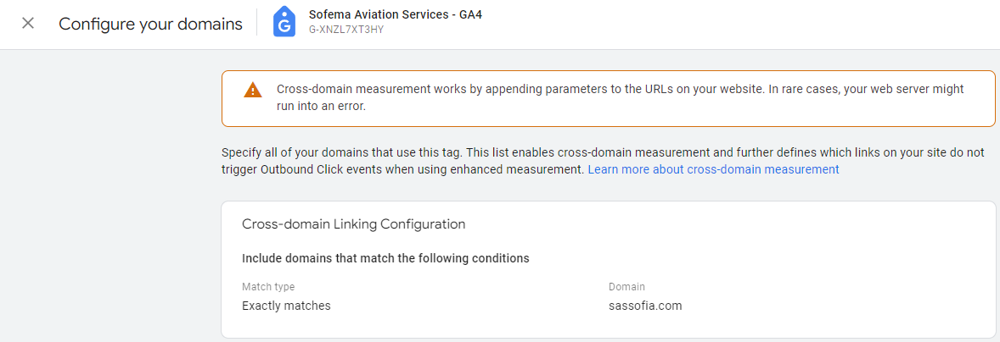 Configure your domains
Sofema Aviation Services - GA4
G-XNZL7XT3HY
Cross-domain measurement works by appending parameters to the URLs on your website. In rare cases, your web server might
run into an error.
Specify all of your domains that use this tag. This list enables cross-domain measurement and further defines which links on your site do not
trigger Outbound Click events when using enhanced measurement. Learn more about cross-domain measurement
Cross-domain Linking Configuration
Include domains that match the following conditions
Match type Domain
Exactly matches sassofia.com